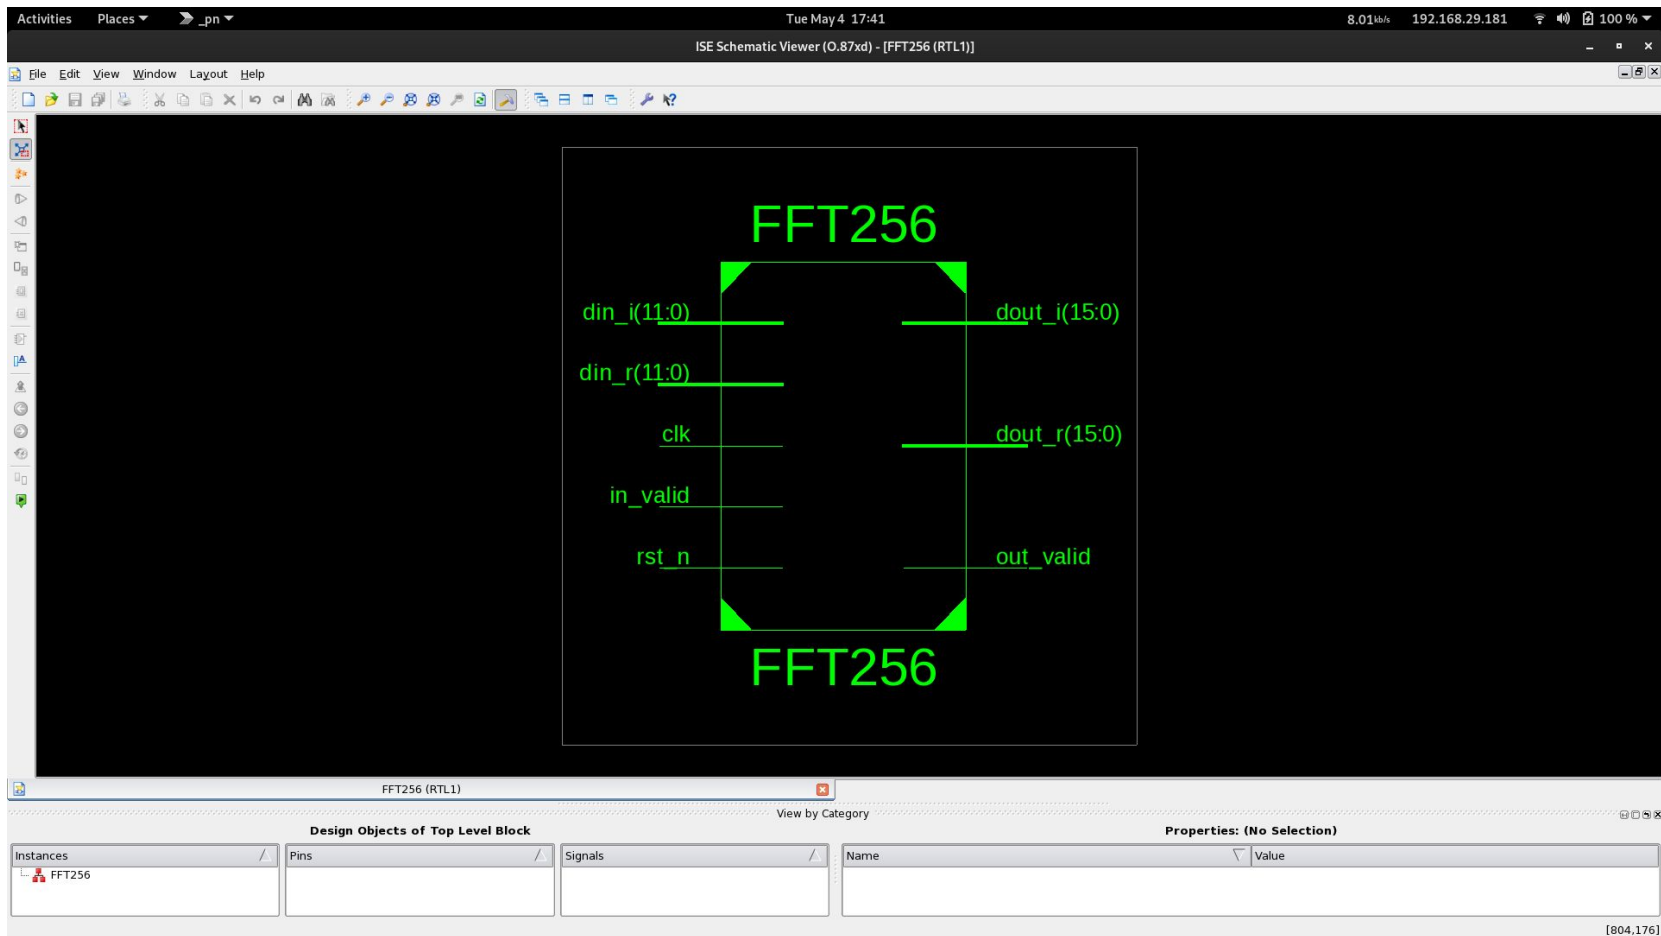 Activities Places _pn Tue May 4 17:41 8.01kb/s 192.168.29.181 100 %
ISE Schematic Viewer (O.87xd) - [FFT256 (RTL1)]
File Edit View Window Layout Help
FFT256
din_i(11:0) dout_i(15:0)
din_r(11:0)
clk dout_r(15:0)
in_valid
rst_n out_valid
FFT256
FFT256 (RTL1)
View by Category
Design Objects of Top Level Block Properties: (No Selection)
Instances Pins Signals Name Value
FFT256
[804,176]